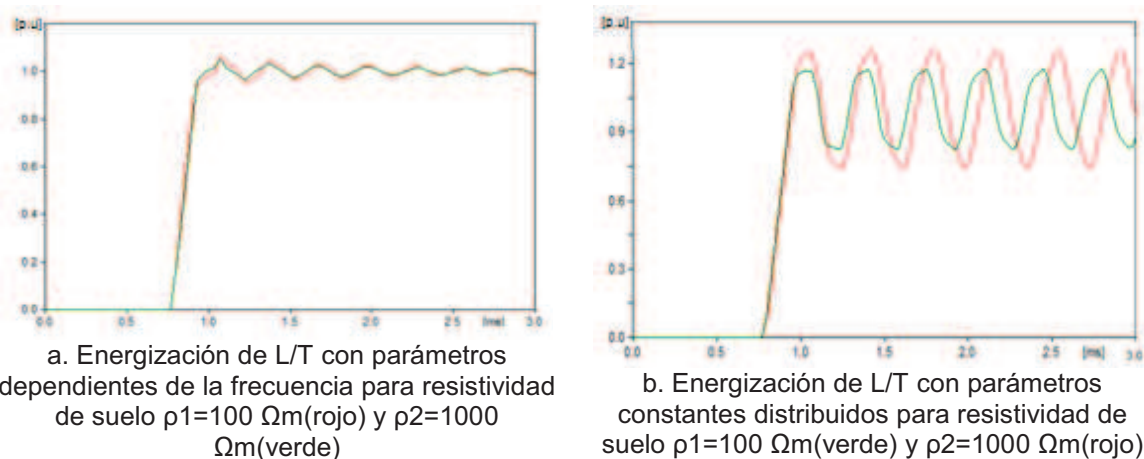 [p.u]
1.0
0.8
0.6
0.4
0.2
0.0
0.0 0.5 1.0 1.5 2.0 [ms] 3.0
a. Energización de L/T con parámetros
dependientes de la frecuencia para resistividad
de suelo ρ1=100 Ωm(rojo) y ρ2=1000
Ωm(verde)
[p.u]
1.2
0.9
0.6
0.3
0.0
0.0 0.5 1.0 1.5 2.0 2.5 [ms] 3.0
b. Energización de L/T con parámetros
constantes distribuidos para resistividad de
suelo ρ1=100 Ωm(verde) y ρ2=1000 Ωm(rojo)